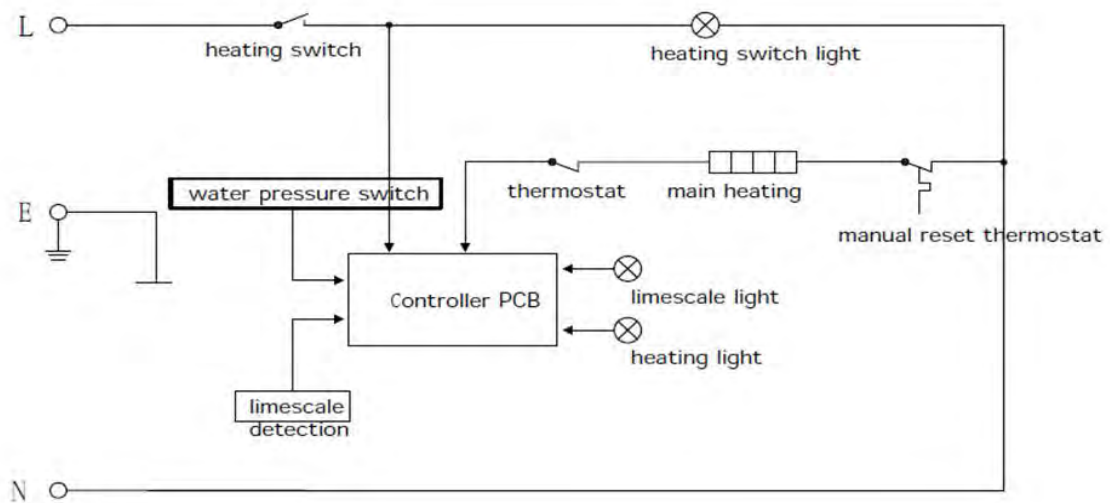 L
heating switch
heating switch light
thermostat
main heating
water pressure switch
E
manual reset thermostat
Controller PCB
limescale light
heating light
limescale
detection
N